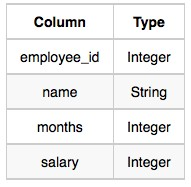 Column Type
employee_id Integer
name String
months Integer
salary Integer